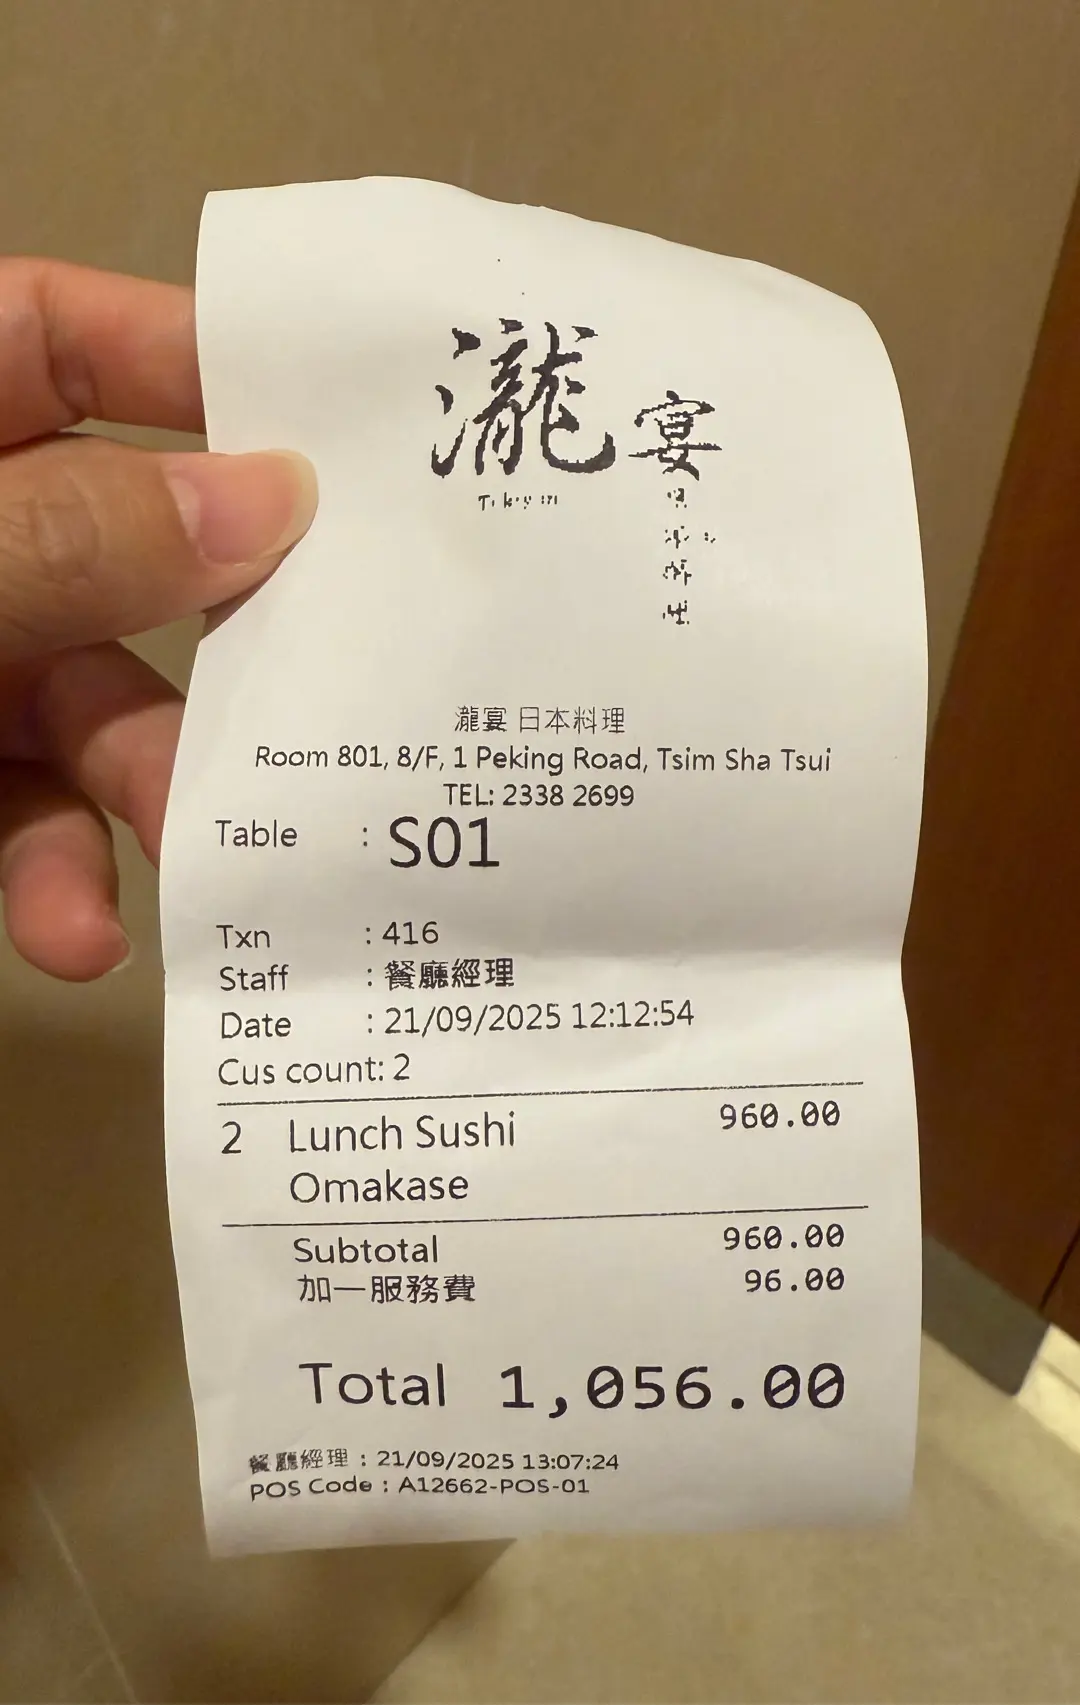 瀧宴
瀧宴 日本料理
Room 801, 8/F, 1 Peking Road, Tsim Sha Tsui
TEL: 2338 2699
Table : S01
Txn : 416
Staff : 餐廳經理
Date : 21/09/2025 12:12:54
Cus count: 2
2 Lunch Sushi 960.00
Omakase
Subtotal 960.00
加一服務費 96.00
Total 1,056.00
餐廳經理 : 21/09/2025 13:07:24
POS Code : A12662-POS-01